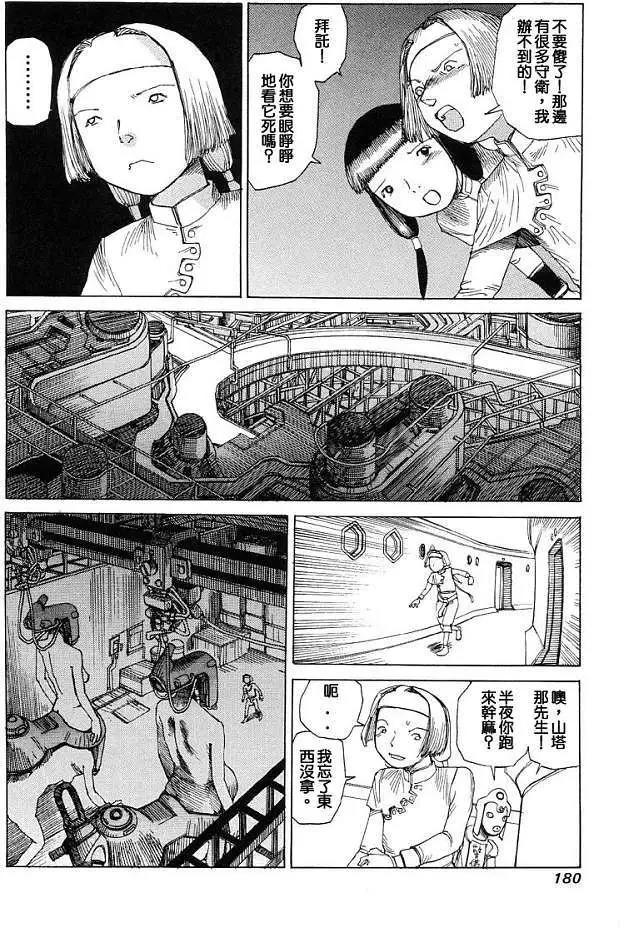 不要傻了！那邊
有很多守衛，我
辦不到的！
拜託！
你想要眼睜睜
地看它死嗎？
………
噢，山塔
那先生！
半夜你跑
來幹麻？
呃…
我忘了東
西沒拿。
180